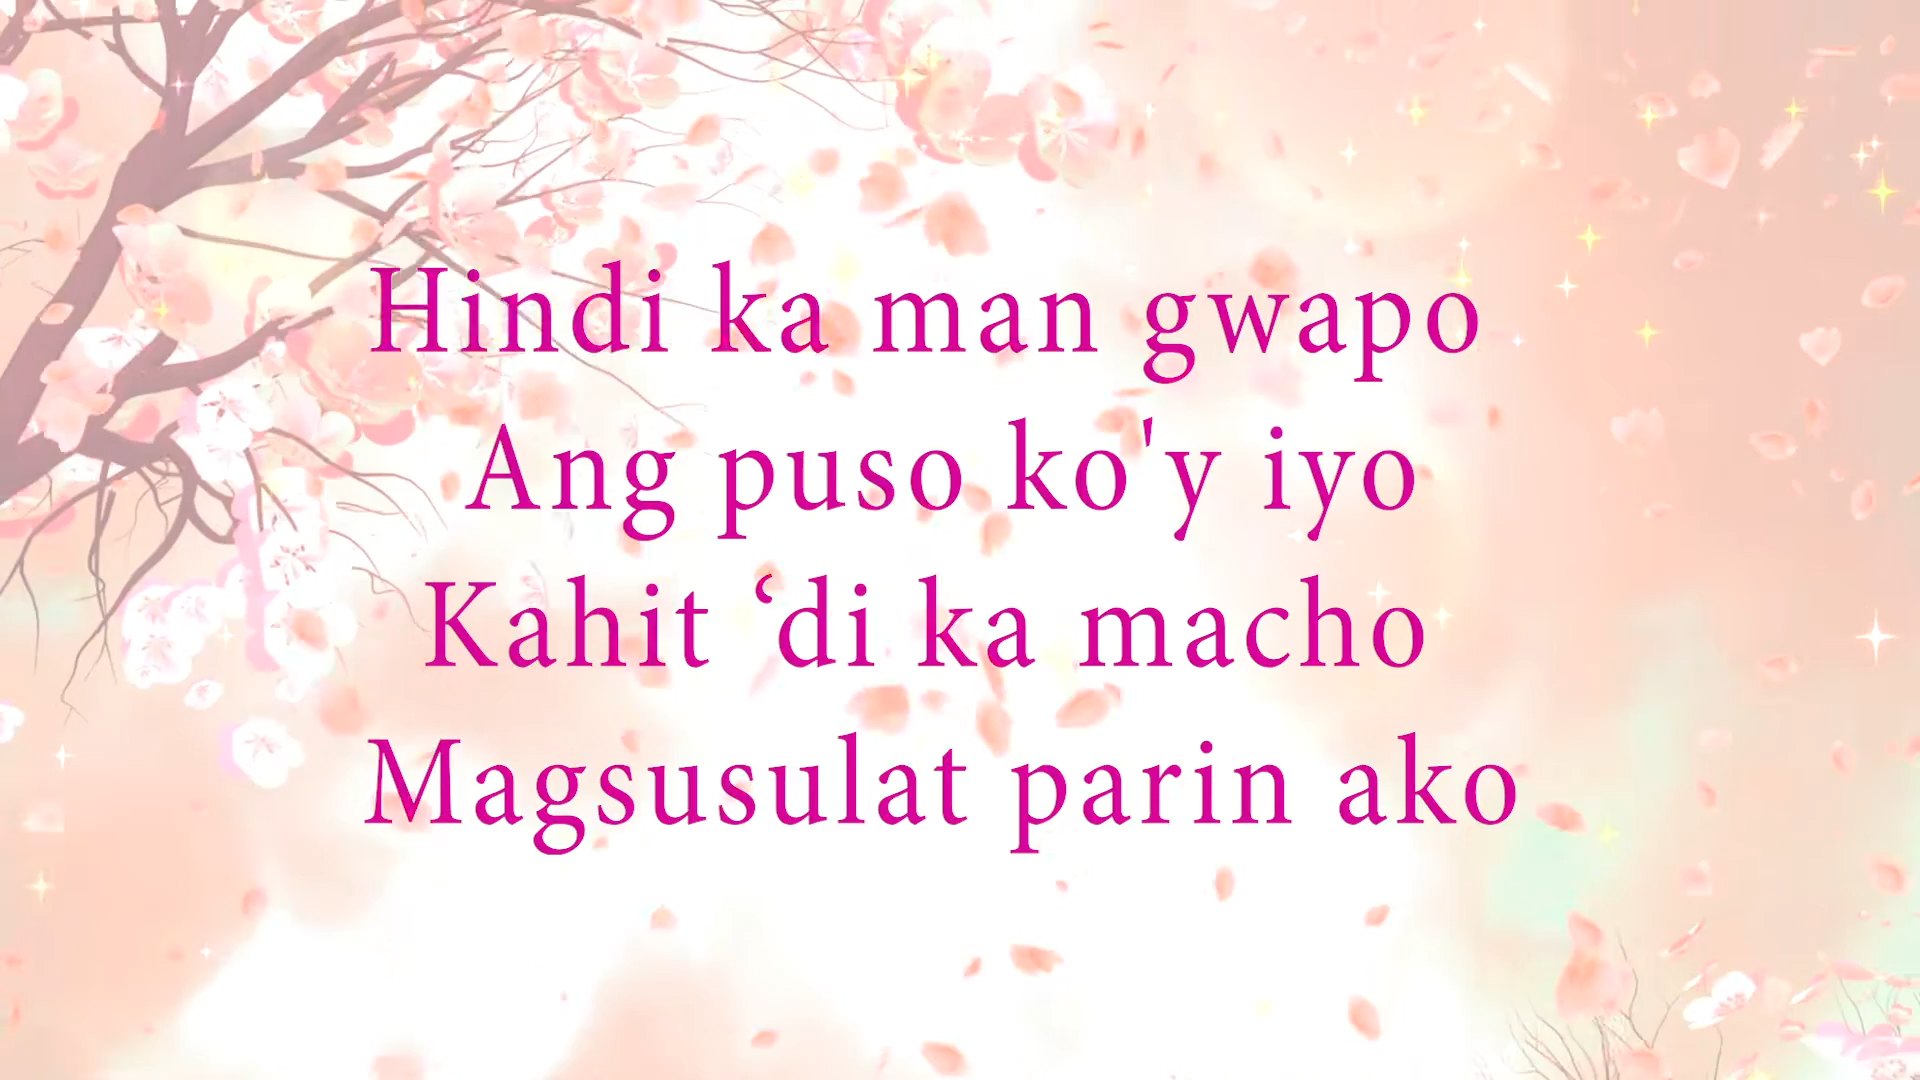 Hindi ka man gwapo
Ang puso ko'y iyo
Kahit ‘di ka macho
Magsusulat parin ako